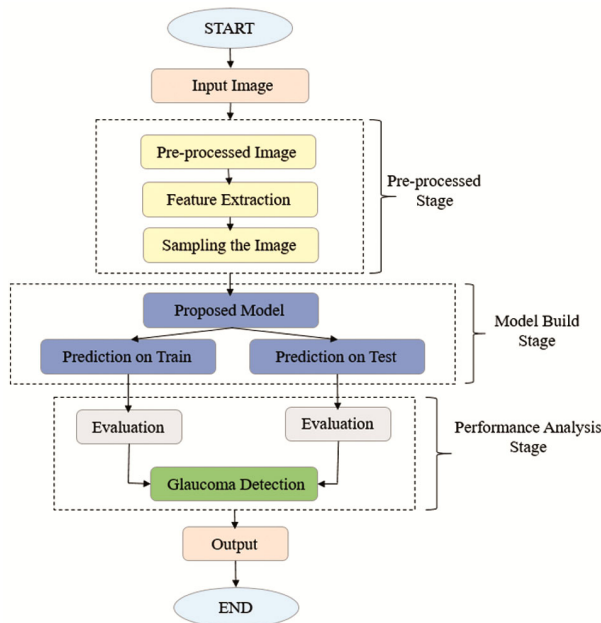 START
Input Image
Pre-processed Image
Feature Extraction
Sampling the Image
Pre-processed
Stage
Proposed Model
Prediction on Train
Prediction on Test
Model Build
Stage
Evaluation
Evaluation
Glaucoma Detection
Performance Analysis
Stage
Output
END